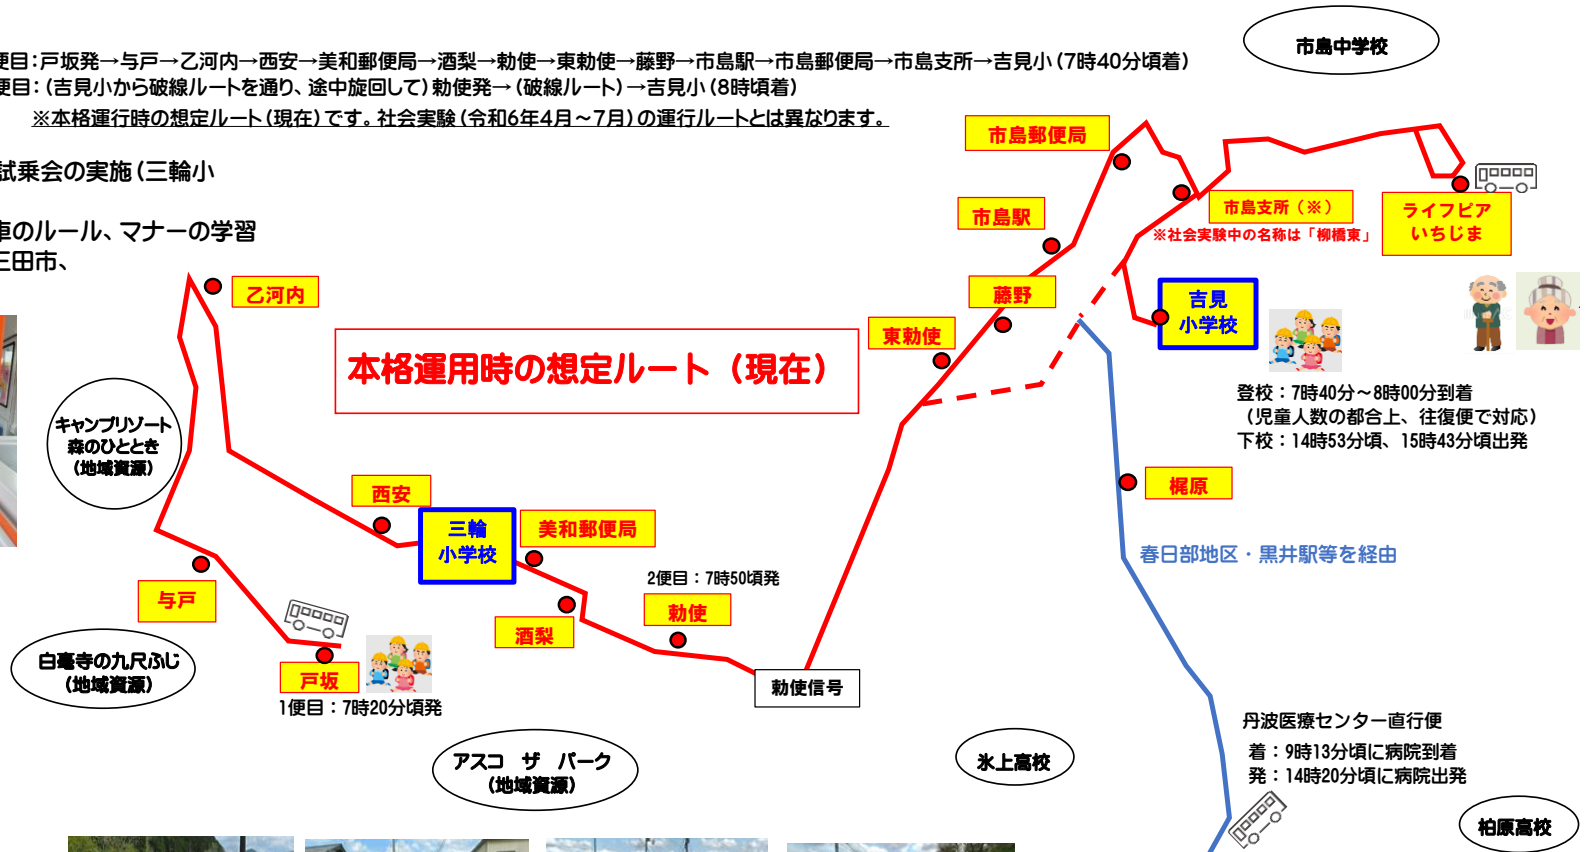 便目：戸坂発→与戸→乙河内→西安→美和郵便局→酒梨→勅使→東勅使→藤野→市島駅→市島郵便局→市島支所→吉見小（7時40分頃着）
便目：（吉見小から破線ルートを通り、途中旋回して）勅使発→（破線ルート）→吉見小（8時頃着）
※本格運行時の想定ルート（現在）です。社会実験（令和6年4月～7月）の運行ルートとは異なります。
試乗会の実施（三輪小
車のルール、マナーの学習
三田市、
市島中学校
市島郵便局
市島駅
市島支所（※）
※社会実験中の名称は「柳橋東」
ライフピア
いちじま
乙河内
藤野
吉見
小学校
東勅使
本格運用時の想定ルート（現在）
登校：7時40分～8時00分到着
（児童人数の都合上、往復便で対応）
下校：14時53分頃、15時43分頃出発
キャンプリゾート
森のひととき
（地域資源）
西安
三輪
小学校
美和郵便局
梶原
春日部地区・黒井駅等を経由
2便目：7時50頃発
与戸
酒梨
勅使
白毫寺の九尺ふじ
（地域資源）
戸坂
1便目：7時20分頃発
勅使信号
丹波医療センター直行便
着：9時13分頃に病院到着
発：14時20分頃に病院出発
アスコ　ザ　パーク
（地域資源）
氷上高校
柏原高校